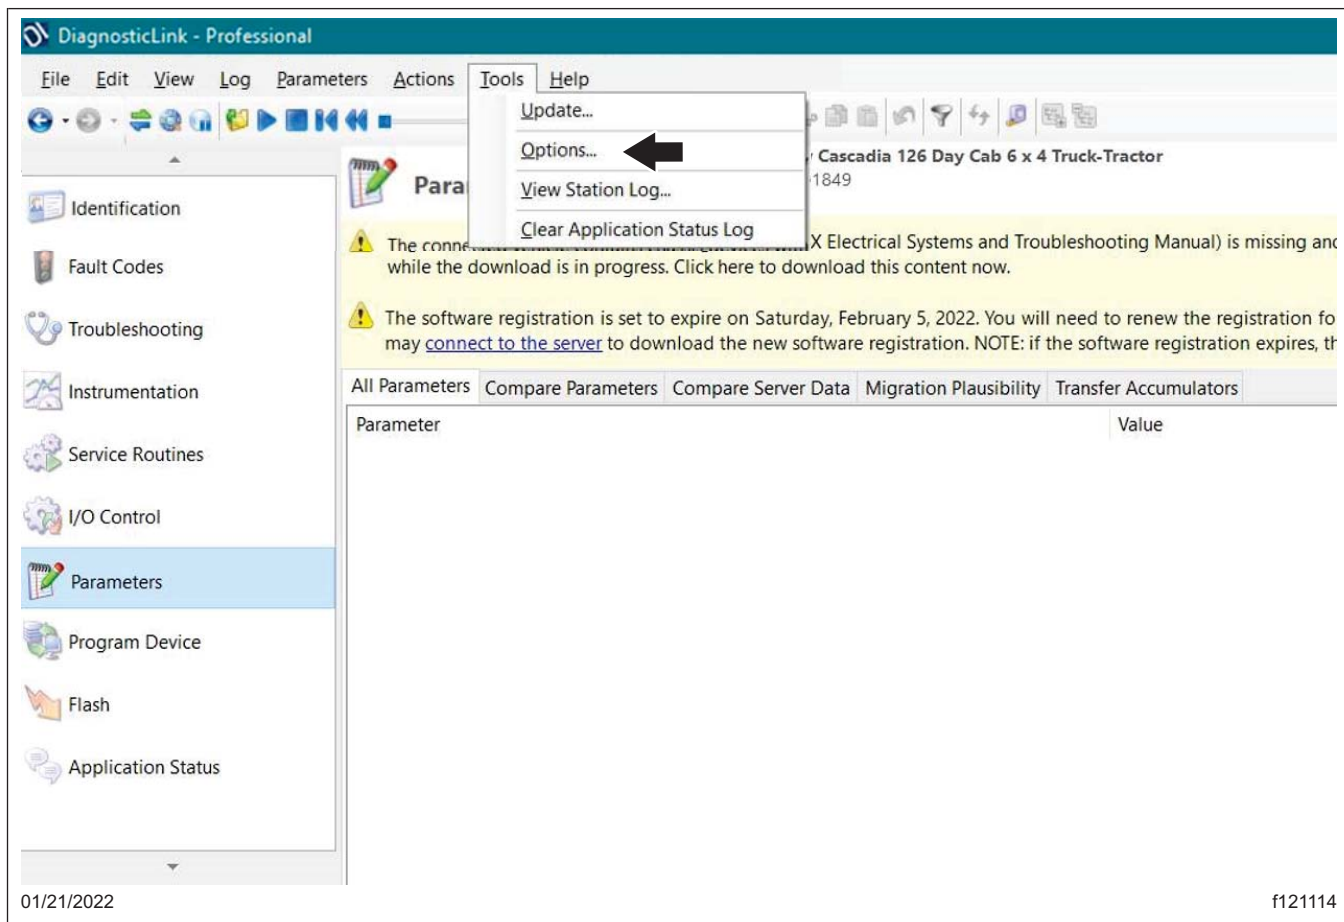 DiagnosticLink - Professional
File Edit View Log Parameters Actions Tools Help
Update...
Options...
View Station Log...
Clear Application Status Log
Cascadia 126 Day Cab 6 x 4 Truck-Tractor
1849
Para
Identification
Fault Codes
Troubleshooting
Instrumentation
Service Routines
I/O Control
Parameters
Program Device
Flash
Application Status
The X Electrical Systems and Troubleshooting Manual) is missing and
while the download is in progress. Click here to download this content now.
The software registration is set to expire on Saturday, February 5, 2022. You will need to renew the registration fo
may connect to the server to download the new software registration. NOTE: if the software registration expires, th
All Parameters Compare Parameters Compare Server Data Migration Plausibility Transfer Accumulators
Parameter Value
01/21/2022 f121114